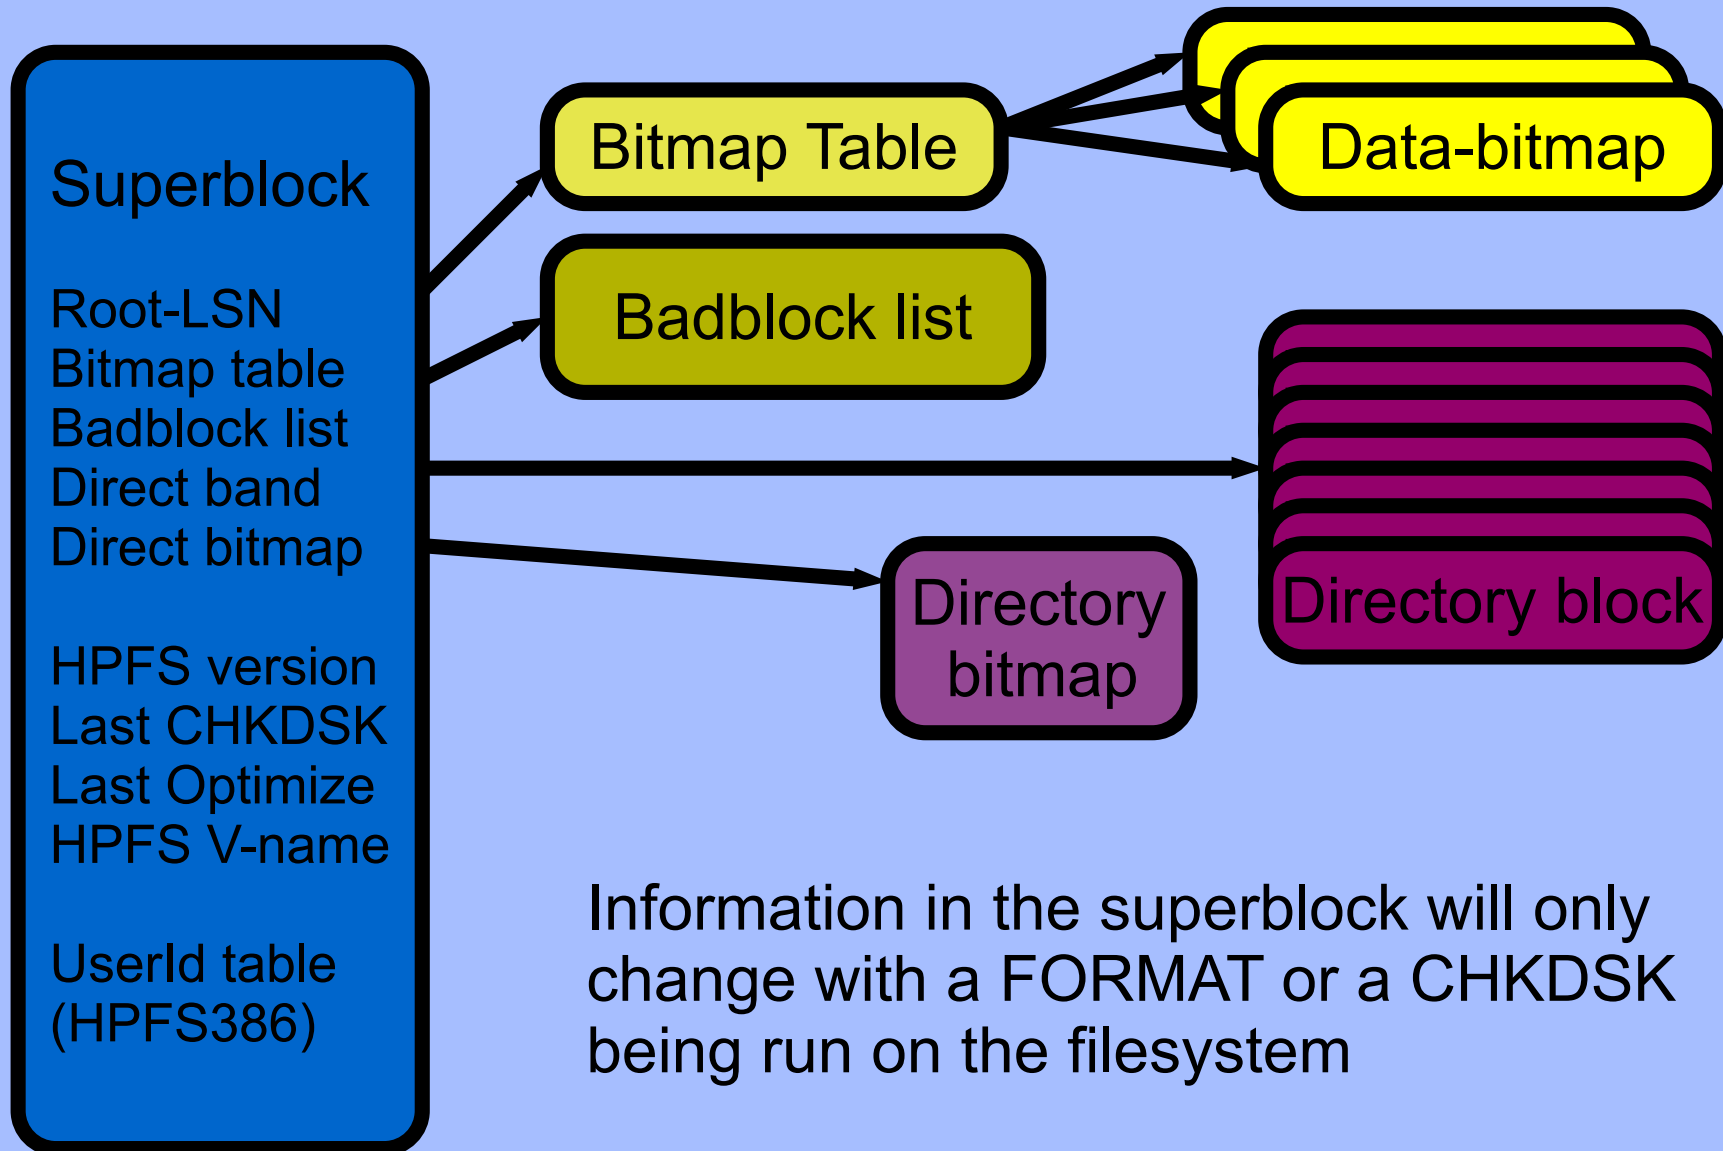 Superblock
Root-LSN
Bitmap table
Badblock list
Direct band
Direct bitmap
HPFS version
Last CHKDSK
Last Optimize
HPFS V-name
UserId table
(HPFS386)
Bitmap Table
Data-bitmap
Badblock list
Directory block
Directory
bitmap
Information in the superblock will only
change with a FORMAT or a CHKDSK
being run on the filesystem